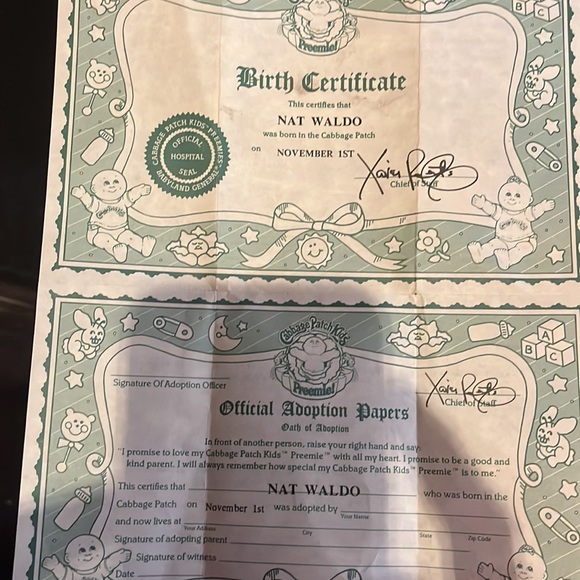 Preemie!
B C
Birth Certificate
This certifies that
NAT WALDO
was born in the Cabbage Patch
on NOVEMBER 1ST
Chief of Staff
CABBAGE PATCH KIDS™ PREEMIES™
OFFICIAL
HOSPITAL
SEAL
BABYLAND GENERAL
Cabbage Patch Kids
Preemie!
A
B C
Signature Of Adoption Officer
Chief of Staff
Official Adoption Papers
Oath of Adoption
In front of another person, raise your right hand and say:
"I promise to love my Cabbage Patch Kids™ Preemie™ with all my heart. I promise to be a good and
kind parent. I will always remember how special my Cabbage Patch Kids™ Preemie™ is to me."
This certifies that NAT WALDO who was born in the
Cabbage Patch on November 1st was adopted by
Your Name
and now lives at
Your Address City State Zip Code
Signature of adopting parent
Signature of witness
Date